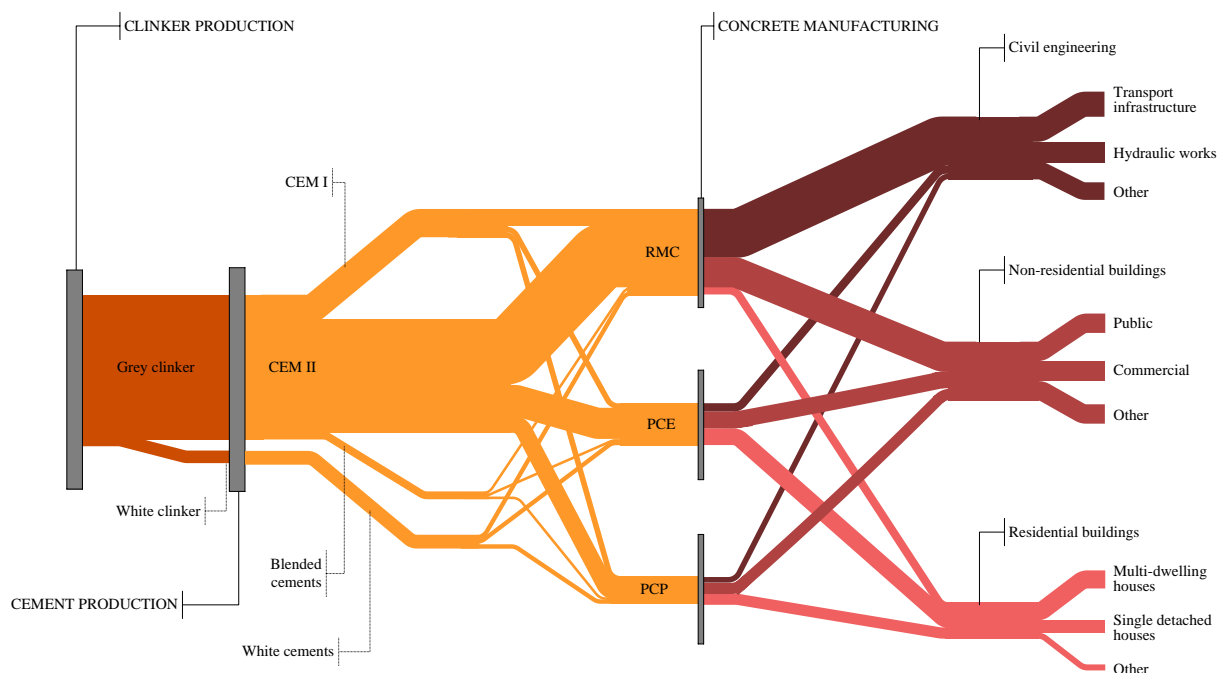 CLINKER PRODUCTION
CONCRETE MANUFACTURING
Civil engineering
Transport
infrastructure
Hydraulic works
Other
CEM I
RMC
Non-residential buildings
Public
Commercial
Other
Grey clinker
CEM II
PCE
White clinker
Blended
cements
CEMENT PRODUCTION
White cements
PCP
Residential buildings
Multi-dwelling
houses
Single detached
houses
Other